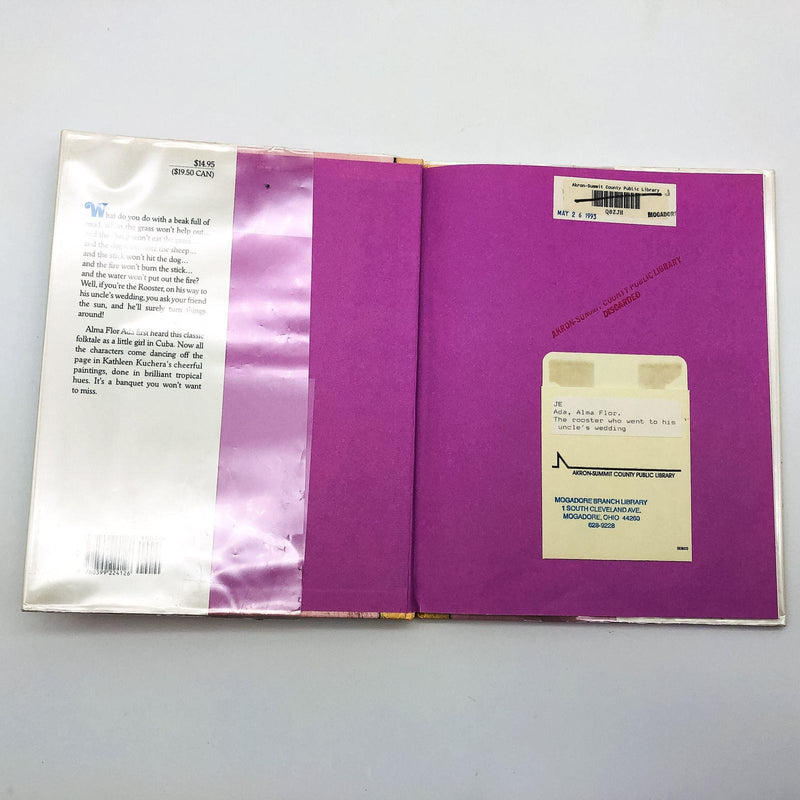 $14.95
($19.50 CAN)
What do you do with a beak full of
mud, when the grass won't help out...
and the sheep won't eat the grass...
and the dog won't bite the sheep...
and the stick won't hit the dog...
and the fire won't burn the stick...
and the water won't put out the fire?
Well, if you're the Rooster, on his way to
his uncle's wedding, you ask your friend
the sun, and he'll surely turn things
around!
Alma Flor Ada first heard this classic
folktale as a little girl in Cuba. Now all
the characters come dancing off the
page in Kathleen Kuchera's cheerful
paintings, done in brilliant tropical
hues. It's a banquet you won't want
to miss.
780399 224126
Akron-Summit County Public Library
J
MAY 26 1993
MOGADORE
AKRON-SUMMIT COUNTY PUBLIC LIBRARY
DISCARDED
JE
Ada, Alma Flor.
The rooster who went to his
uncle's wedding
AKRON-SUMMIT COUNTY PUBLIC LIBRARY
MOGADORE BRANCH LIBRARY
1 SOUTH CLEVELAND AVE.
MOGADORE, OHIO 44260
628-9228